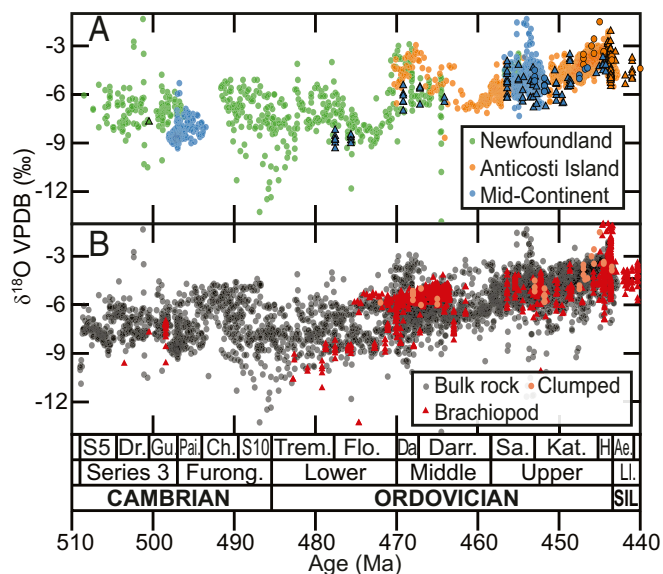 A
-3
-6
-9
-12
Newfoundland
Anticosti Island
Mid-Continent
δ18O VPDB (‰)
B
-3
-6
-9
-12
Bulk rock Clumped
Brachiopod
S5 Dr. Gu. Pai. Ch. S10 Trem. Flo. Da Darr. Sa. Kat. H Ae.
Series 3 Furong. Lower Middle Upper Ll.
CAMBRIAN ORDOVICIAN SIL
510 500 490 480 470 460 450 440
Age (Ma)